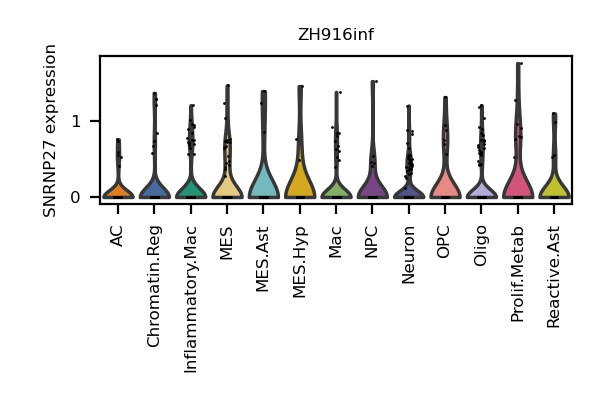 ZH916inf
SNRNP27 expression
1
0
AC
Chromatin.Reg
Inflammatory.Mac
MES
MES.Ast
MES.Hyp
Mac
NPC
Neuron
OPC
Oligo
Prolif.Metab
Reactive.Ast